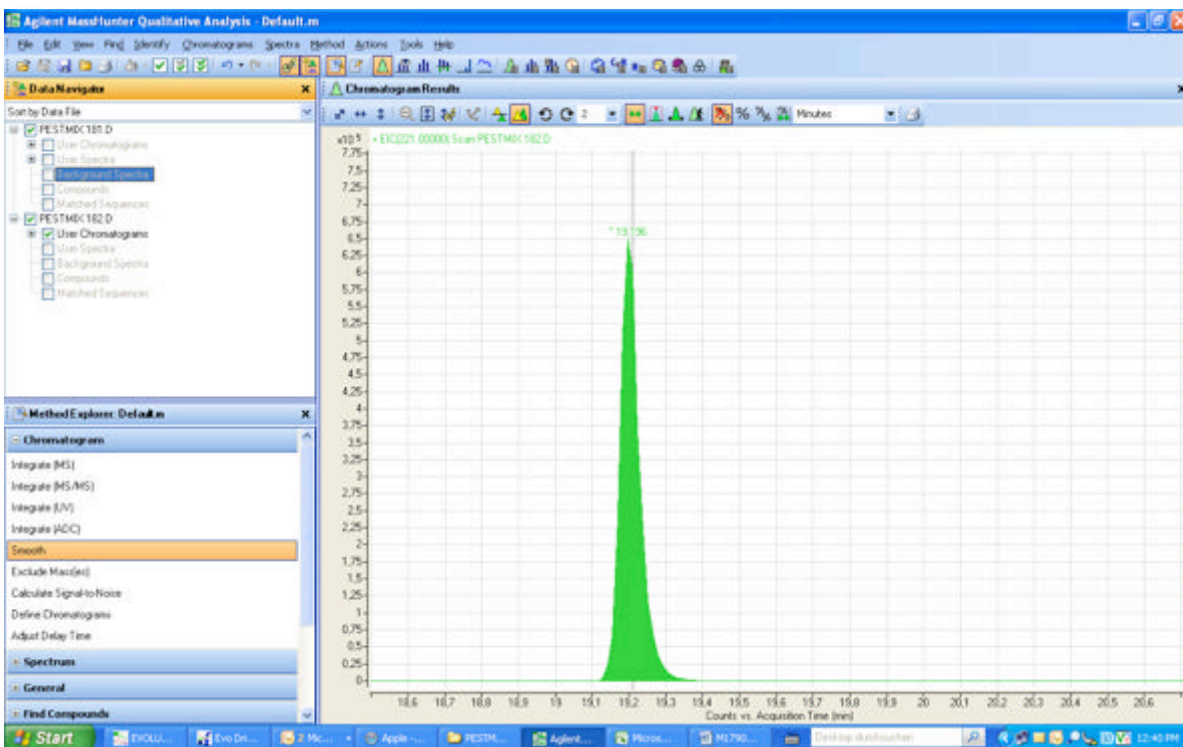 Agilent MassHunter Qualitative Analysis - Default.m
File Edit View Find Identify Chromatograms Spectra Method Actions Tools Help
Data Navigator
Sort by Data File
PESTMIX 181.D
User Chromatograms
User Spectra
Background Spectra
Compounds
Matched Sequences
PESTMIX 182.D
User Chromatograms
User Spectra
Background Spectra
Compounds
Matched Sequences
Method Explorer: Default.m
Chromatogram
Integrate (MS)
Integrate (MS/MS)
Integrate (UV)
Integrate (ADC)
Smooth
Exclude Mass(es)
Calculate Signal-to-Noise
Define Chromatograms
Adjust Delay Time
Spectrum
General
Find Compounds
Chromatogram Results
2
Minutes
x10 5
+ EIC(221.00000) Scan PESTMIX 182.D
7,75
7,5
7,25
7
6,75
6,5
6,25
6
5,75
5,5
5,25
5
4,75
4,5
4,25
4
3,75
3,5
3,25
3
2,75
2,5
2,25
2
1,75
1,5
1,25
1
0,75
0,5
0,25
0
* 19,196
18,6 18,7 18,8 18,9 19 19,1 19,2 19,3 19,4 19,5 19,6 19,7 19,8 19,9 20 20,1 20,2 20,3 20,4 20,5 20,6
Counts vs. Acquisition Time (min)
Start
EVOLU...
Evo Dri...
2 Mic...
Apple -...
PESTM...
Agilent...
Micros...
M1790...
Desktop durchsuchen
12:40 PM